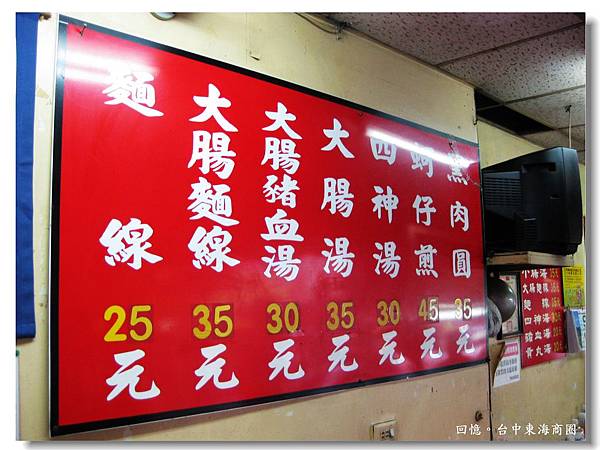 麵線 25元
大腸麵線 35元
大腸豬血湯 30元
大腸湯 35元
四神湯 30元
蚵仔煎 45元
黑肉圓 35元
回憶。台中東海商圈